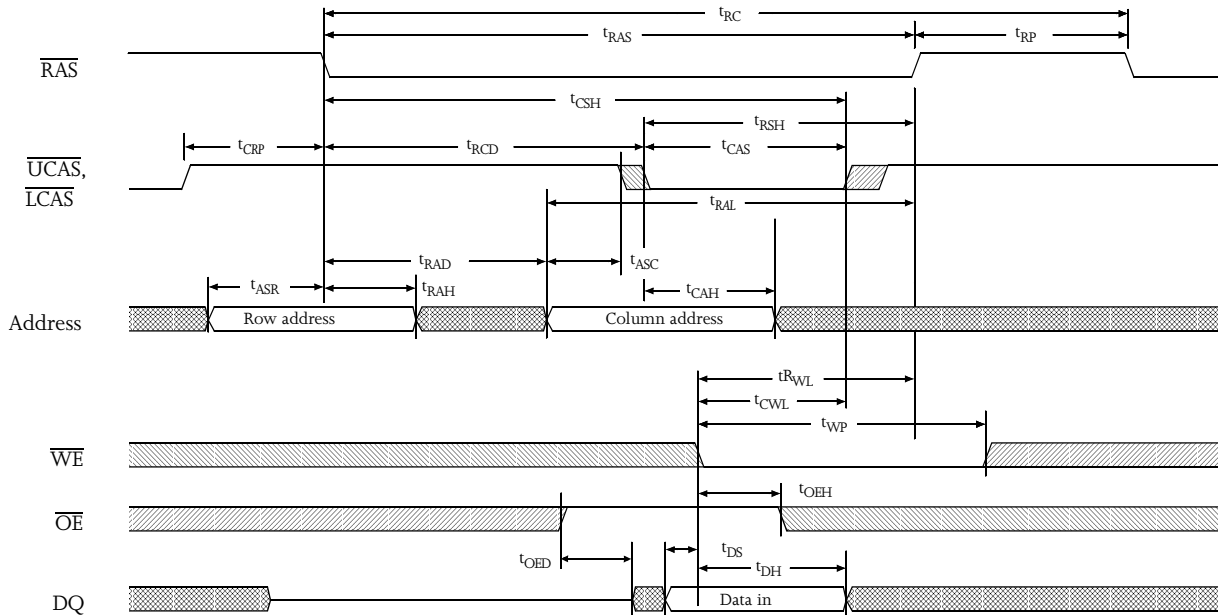 tRC
tRAS tRP
RAS
tCSH
tRSH
tCRP tRCD tCAS
UCAS,
LCAS
tRAL
tRAD tASC
tASR tRAH tCAH
Address Row address Column address
tRWL
tCWL
tWP
WE
tOEH
OE
tOED tDS
tDH
DQ Data in